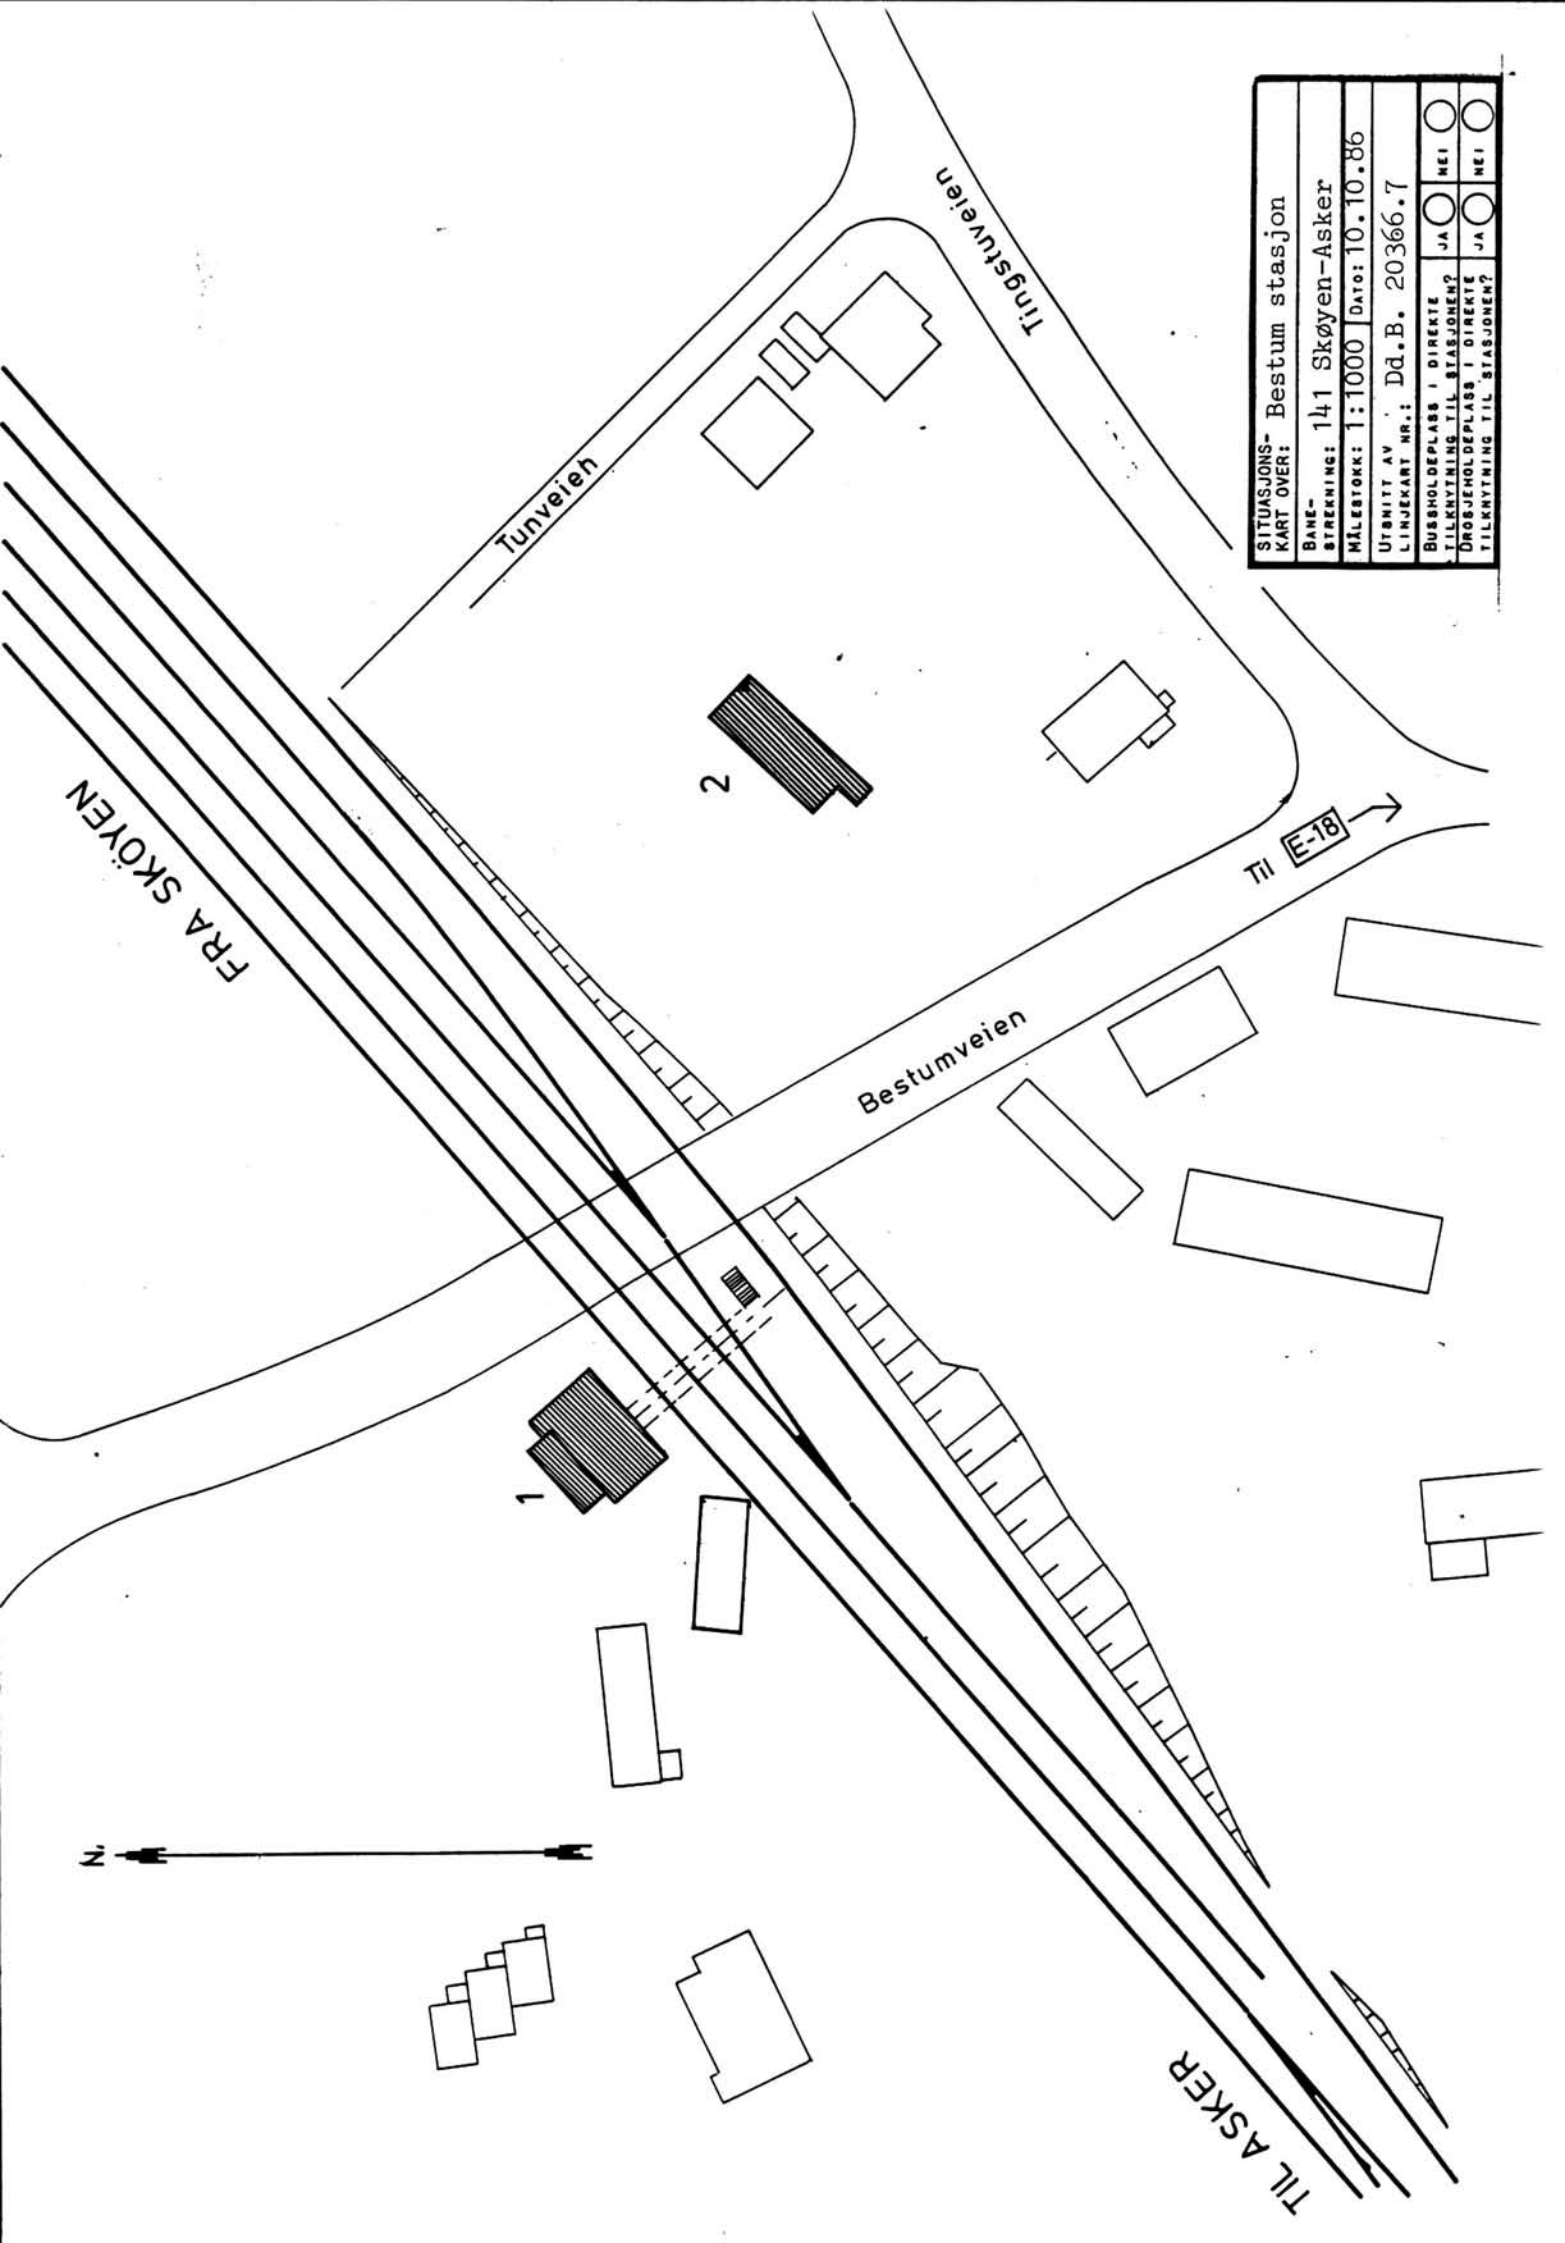 N.
FRA SKÖYEN
TIL ASKER
1
2
Tunveien
Tingstuveien
Bestumveien
Til E-18
SITUASJONS-
KART OVER: Bestum stasjon
BANE-
STREKNING: 141 Skøyen-Asker
MÅLESTOKK: 1:1000 DATO: 10.10.86
UTSNITT AV
LINJEKART NR.: Dd.B. 20366.7
BUSSHOLDEPLASS I DIREKTE
TILKNYTNING TIL STASJONEN? JA NEI
DROSJEHOLDEPLASS I DIREKTE
TILKNYTNING TIL STASJONEN? JA NEI